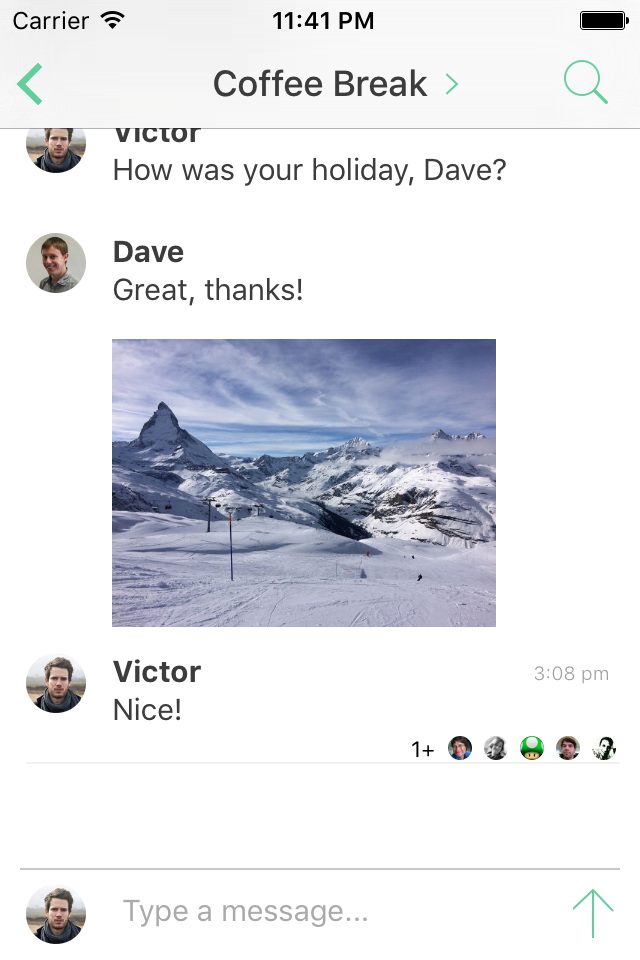 Carrier 11:41 PM
Coffee Break
Victor
How was your holiday, Dave?
Dave
Great, thanks!
Victor 3:08 pm
Nice!
1+
Type a message...